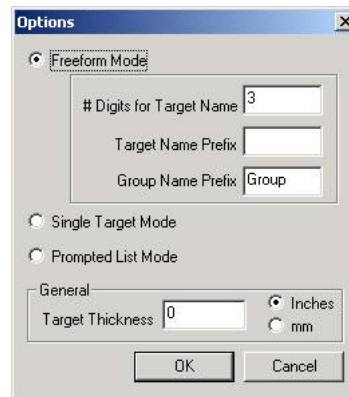 Options
Freeform Mode
# Digits for Target Name 3
Target Name Prefix
Group Name Prefix Group
Single Target Mode
Prompted List Mode
General
Target Thickness 0
Inches
mm
OK Cancel